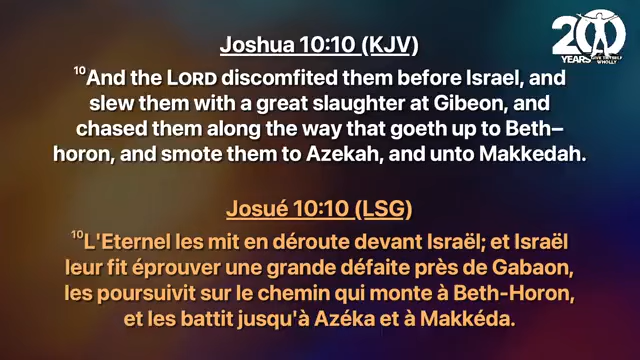 Joshua 10:10 (KJV)
10And the LORD discomfited them before Israel, and
slew them with a great slaughter at Gibeon, and
chased them along the way that goeth up to Beth–
horon, and smote them to Azekah, and unto Makkedah.
Josué 10:10 (LSG)
10L'Eternel les mit en déroute devant Israël; et Israël
leur fit éprouver une grande défaite près de Gabaon,
les poursuivit sur le chemin qui monte à Beth-Horon,
et les battit jusqu'à Azéka et à Makkéda.
200
YEARS
GIVE THYSELF
WHOLLY